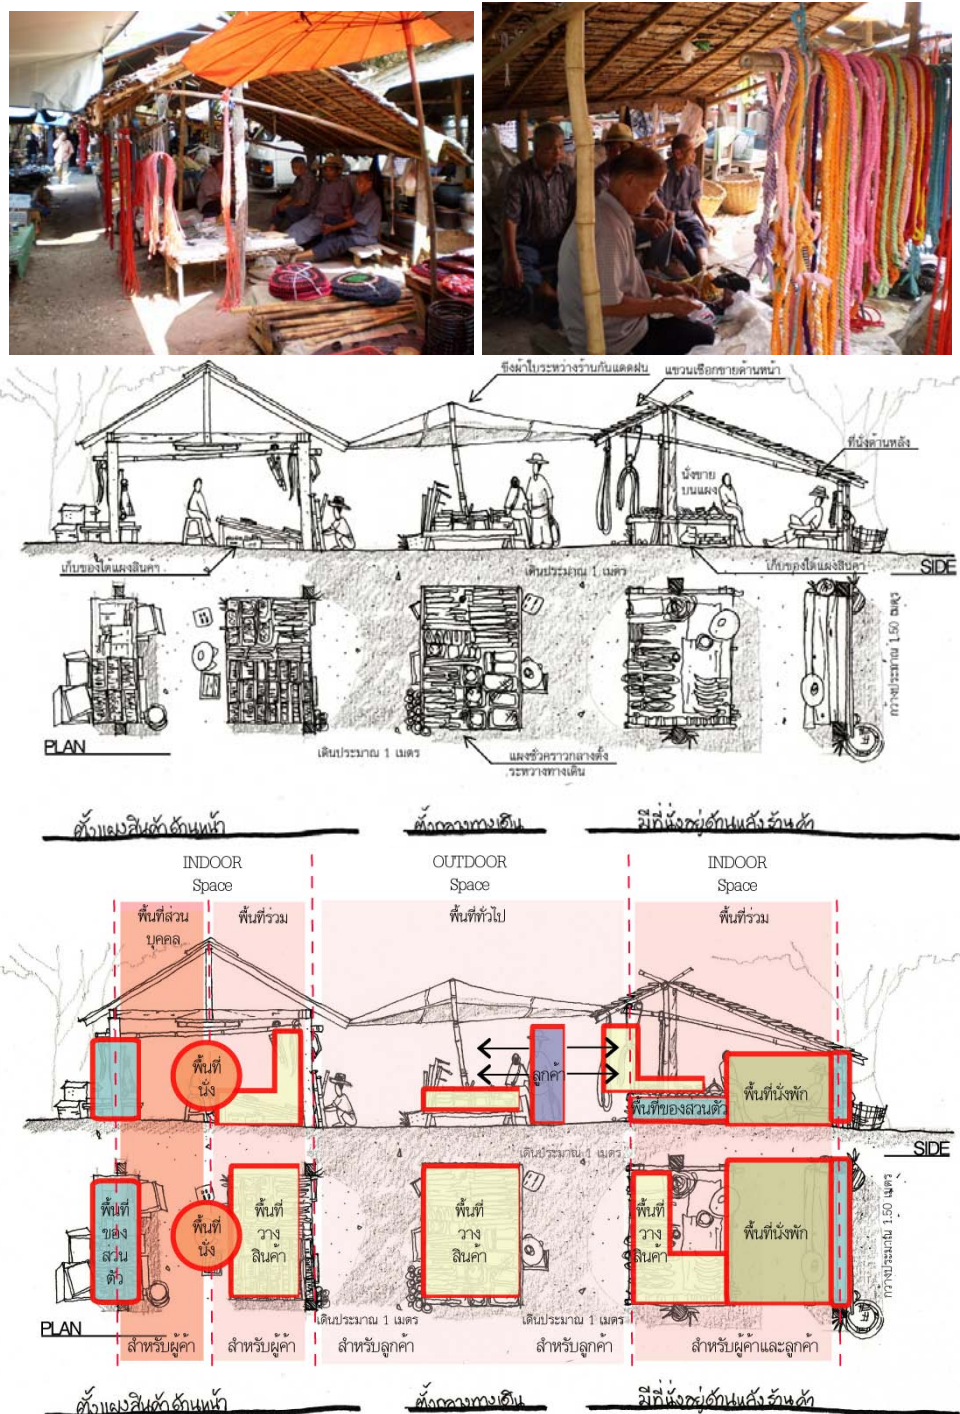 ขึงผ้าใบระหว่างร้านกันแดดฝน
แขวนเชือกขายด้านหน้า
ที่นั่งด้านหลัง
นั่งขาย
บนแผง
เก็บของใต้แผงสินค้า
เดินประมาณ 1 เมตร
เก็บของใต้แผงสินค้า
SIDE
กว้างประมาณ 1.50 เมตร
PLAN
เดินประมาณ 1 เมตร
แผงชั่วคราวกลางตั้ง
ระหวางทางเดิน
ตั้งแผงสินค้าด้านหน้า
ตั้งกลางทางเดิน
มีที่นั่งอยู่ด้านหลังร้านค้า
INDOOR
Space
OUTDOOR
Space
INDOOR
Space
พื้นที่ส่วน
บุคคล
พื้นที่ร่วม
พื้นที่ทั่วไป
พื้นที่ร่วม
พื้นที่
นั่ง
ลูกค้า
พื้นที่ของสวนตัว
พื้นที่นั่งพัก
SIDE
เดินประมาณ 1 เมตร
พื้นที่
ของ
สวน
ตัว
พื้นที่
นั่ง
พื้นที่
วาง
สินค้า
พื้นที่
วาง
สินค้า
พื้นที่
วาง
สินค้า
พื้นที่นั่งพัก
กว้างประมาณ 1.50 เมตร
PLAN
เดินประมาณ 1 เมตร
เดินประมาณ 1 เมตร
สำหรับผู้ค้า
สำหรับผู้ค้า
สำหรับลูกค้า
สำหรับลูกค้า
สำหรับผู้ค้าและลูกค้า
ตั้งแผงสินค้าด้านหน้า
ตั้งกลางทางเดิน
มีที่นั่งอยู่ด้านหลังร้านค้า